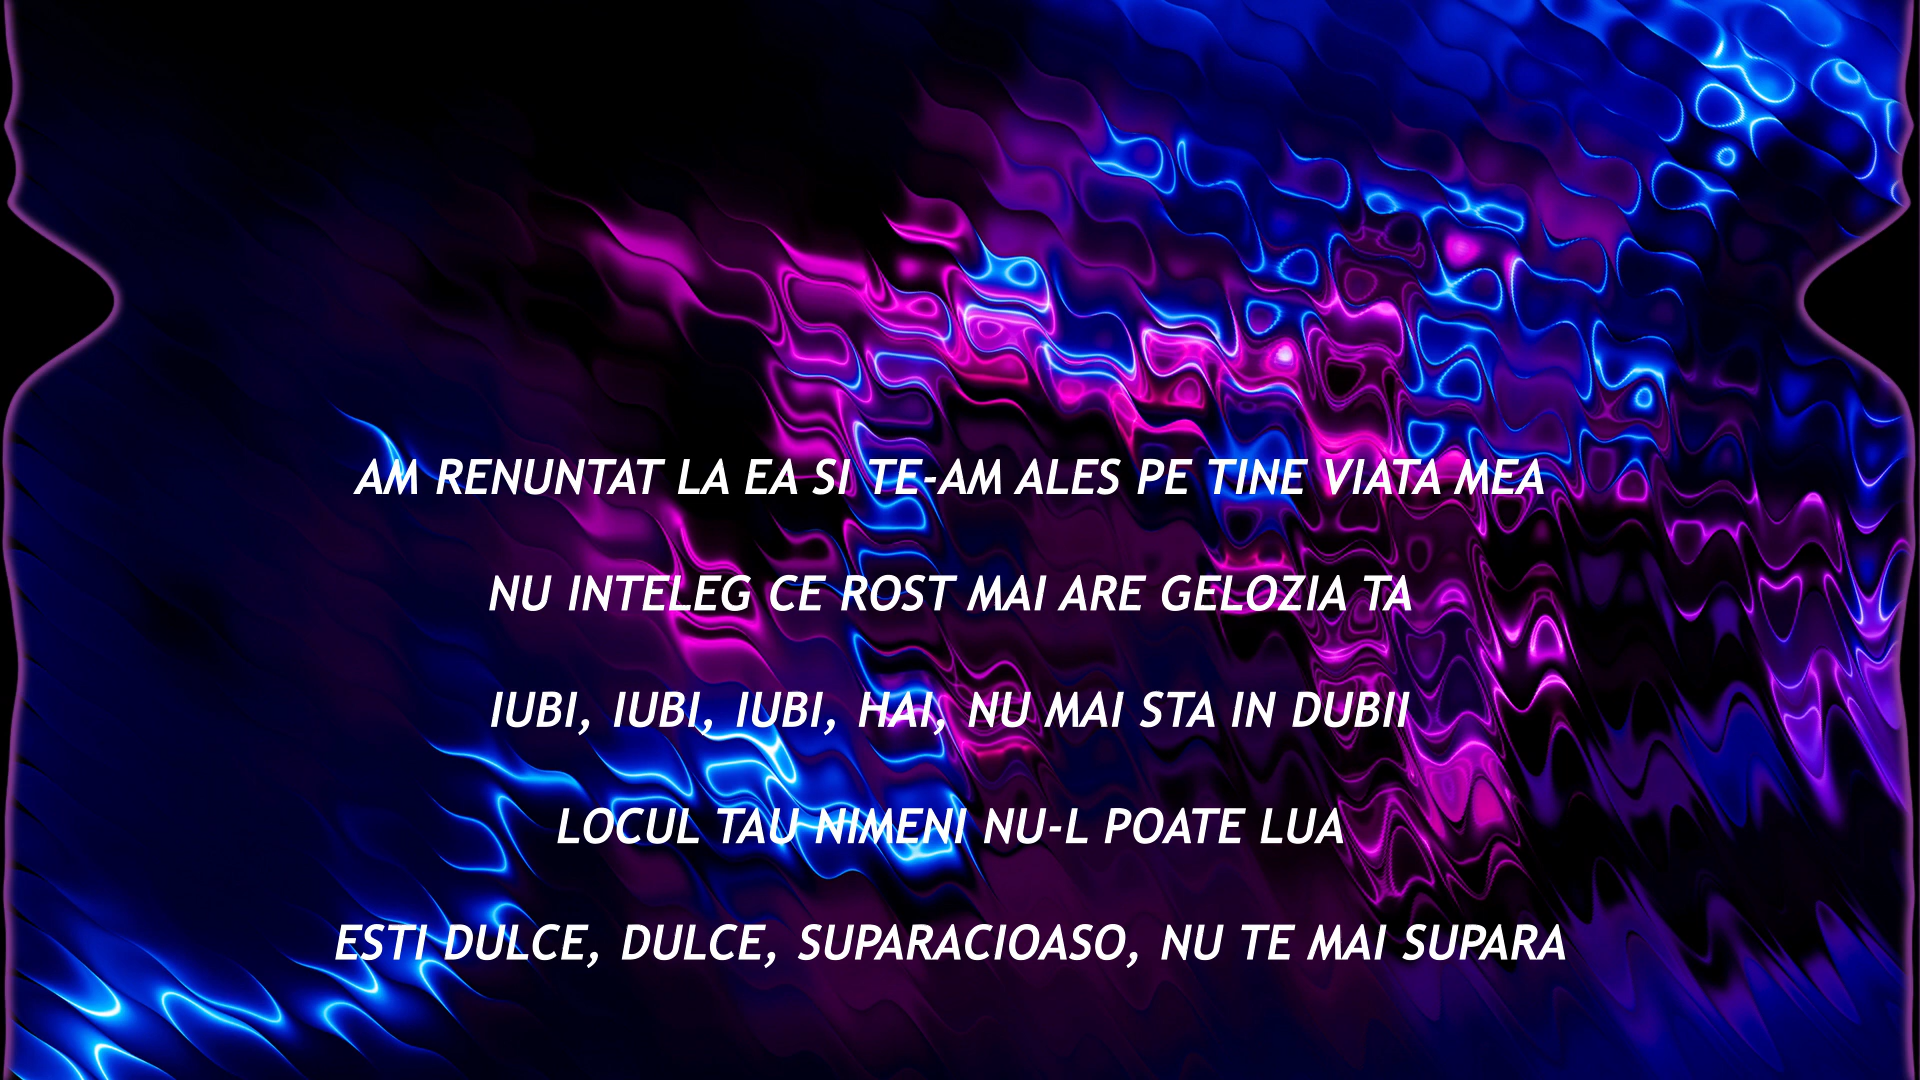 AM RENUNTAT LA EA SI TE-AM ALES PE TINE VIATA MEA
NU INTELEG CE ROST MAI ARE GELOZIA TA
IUBI, IUBI, IUBI, HAI, NU MAI STA IN DUBII
LOCUL TAU NIMENI NU-L POATE LUA
ESTI DULCE, DULCE, SUPARACIOASO, NU TE MAI SUPARA